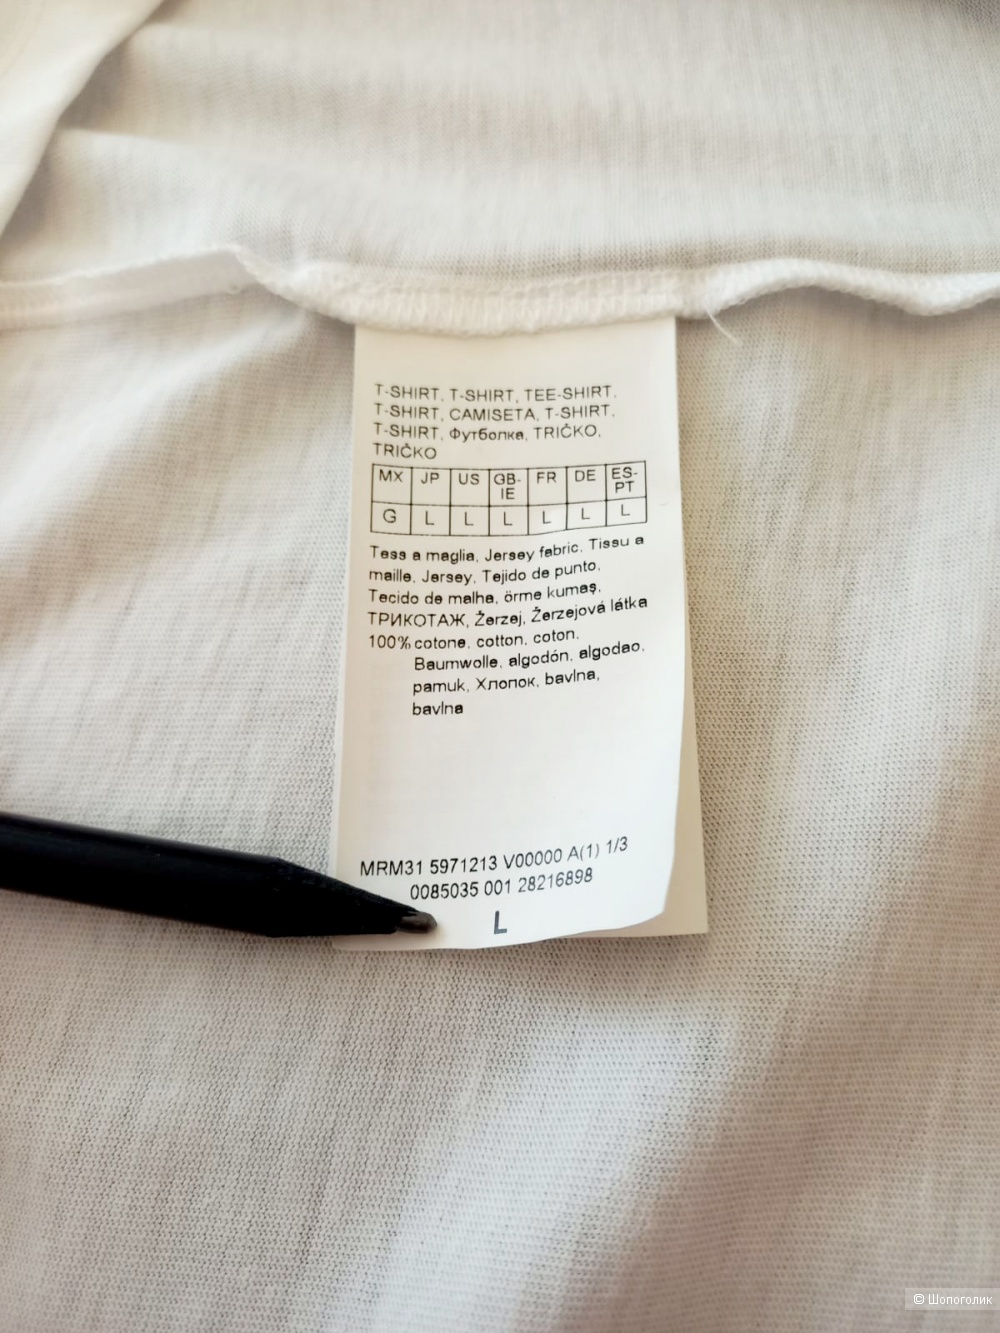 T-SHIRT, T-SHIRT, TEE-SHIRT,
T-SHIRT, CAMISETA, T-SHIRT,
T-SHIRT, Футболка, TRIČKO,
TRIČKO
MX JP US GB-IE FR DE ES-PT
G L L L L L L
Tess a maglia, Jersey fabric, Tissu a
maille, Jersey, Tejido de punto,
Tecido de malha, örme kumaş,
ТРИКОТАЖ, Žerzej, Žerzejová látka
100% cotone, cotton, coton,
Baumwolle, algodón, algodao,
pamuk, Хлопок, bavlna,
bavlna
MRM31 5971213 V00000 A(1) 1/3
0085035 001 28216898
L
© Шопоголик